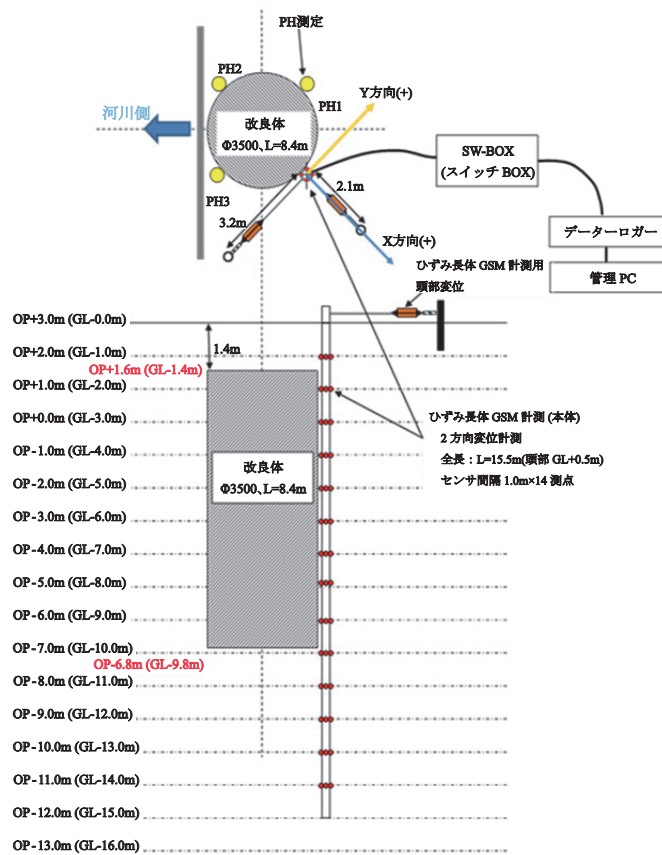 PH測定
PH2
PH1
Y方向(+)
河川側
改良体
Φ3500、L=8.4m
SW-BOX
(スイッチ BOX)
2.1m
PH3
3.2m
データーロガー
X方向(+)
管理 PC
ひずみ長体 GSM 計測用
頭部変位
OP+3.0m (GL-0.0m)
1.4m
OP+2.0m (GL-1.0m)
OP+1.6m (GL-1.4m)
OP+1.0m (GL-2.0m)
OP+0.0m (GL-3.0m)
ひずみ長体 GSM 計測 (本体)
2 方向変位計測
全長：L=15.5m(頭部 GL+0.5m)
センサ間隔 1.0m×14 測点
OP-1.0m (GL-4.0m)
改良体
Φ3500、L=8.4m
OP-2.0m (GL-5.0m)
OP-3.0m (GL-6.0m)
OP-4.0m (GL-7.0m)
OP-5.0m (GL-8.0m)
OP-6.0m (GL-9.0m)
OP-7.0m (GL-10.0m)
OP-6.8m (GL-9.8m)
OP-8.0m (GL-11.0m)
OP-9.0m (GL-12.0m)
OP-10.0m (GL-13.0m)
OP-11.0m (GL-14.0m)
OP-12.0m (GL-15.0m)
OP-13.0m (GL-16.0m)